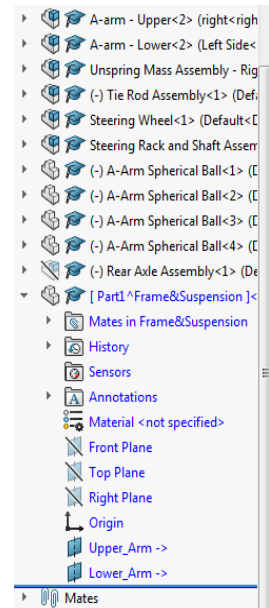 A-arm - Upper<2> (right<righ
A-arm - Lower<2> (Left Side<
Unspring Mass Assembly - Rig
(-) Tie Rod Assembly<1> (Defa
Steering Wheel<1> (Default<D
Steering Rack and Shaft Assem
(-) A-Arm Spherical Ball<1> (D
(-) A-Arm Spherical Ball<2> (D
(-) A-Arm Spherical Ball<3> (D
(-) A-Arm Spherical Ball<4> (D
(-) Rear Axle Assembly<1> (De
[ Part1^Frame&Suspension ]<
Mates in Frame&Suspension
History
Sensors
A Annotations
Material <not specified>
Front Plane
Top Plane
Right Plane
Origin
Upper_Arm ->
Lower_Arm ->
Mates